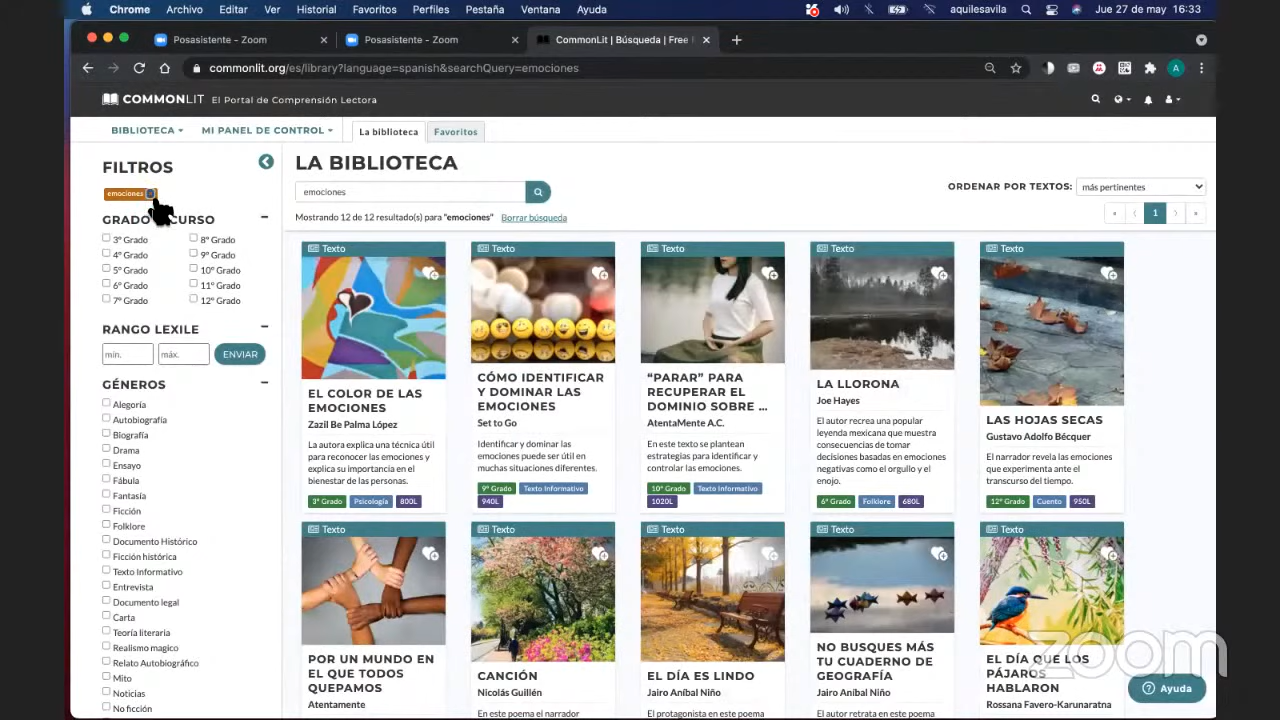 Chrome Archivo Editar Ver Historial Favoritos Perfiles Pestaña Ventana Ayuda aquilesavila Jue 27 de may 16:33
Posasistente - Zoom
Posasistente - Zoom
CommonLit | Búsqueda | Free
commonlit.org/es/library?language=spanish&searchQuery=emociones
A
COMMONLIT El Portal de Comprensión Lectora
BIBLIOTECA MI PANEL DE CONTROL La biblioteca Favoritos
FILTROS
emociones
GRADO CURSO
3º Grado 8º Grado
4º Grado 9º Grado
5º Grado 10º Grado
6º Grado 11º Grado
7º Grado 12º Grado
RANGO LEXILE
min. máx. ENVIAR
GÉNEROS
Alegoría
Autobiografía
Biografía
Drama
Ensayo
Fábula
Fantasía
Ficción
Folklore
Documento Histórico
Ficción histórica
Texto Informativo
Entrevista
Documento legal
Carta
Teoría literaria
Realismo magico
Relato Autobiográfico
Mito
Noticias
No ficción
LA BIBLIOTECA
emociones
ORDENAR POR TEXTOS: más pertinentes
Mostrando 12 de 12 resultado(s) para "emociones" Borrar búsqueda
« ‹ 1 › »
Texto
EL COLOR DE LAS
EMOCIONES
Zazil Be Palma López
La autora explica una técnica útil
para reconocer las emociones y
explica su importancia en el
bienestar de las personas.
3º Grado Psicología 800L
Texto
CÓMO IDENTIFICAR
Y DOMINAR LAS
EMOCIONES
Set to Go
Identificar y dominar las
emociones puede ser útil en
muchas situaciones diferentes.
9º Grado Texto Informativo
940L
Texto
“PARAR” PARA
RECUPERAR EL
DOMINIO SOBRE ...
AtentaMente A.C.
En este texto se plantean
estrategias para identificar y
controlar las emociones.
10º Grado Texto Informativo
1020L
Texto
LA LLORONA
Joe Hayes
El autor recrea una popular
leyenda mexicana que muestra
consecuencias de tomar
decisiones basadas en emociones
negativas como el orgullo y el
enojo.
6º Grado Folklore 680L
Texto
LAS HOJAS SECAS
Gustavo Adolfo Bécquer
El narrador revela las emociones
que experimenta ante el
transcurso del tiempo.
12º Grado Cuento 950L
Texto
POR UN MUNDO EN
EL QUE TODOS
QUEPAMOS
Atentamente
Texto
CANCIÓN
Nicolás Guillén
En este poema el narrador
Texto
EL DÍA ES LINDO
Jairo Aníbal Niño
El protagonista en este poema
Texto
NO BUSQUES MÁS
TU CUADERNO DE
GEOGRAFÍA
Jairo Aníbal Niño
El autor retrata en este poema
Texto
EL DÍA QUE LOS
PÁJAROS
HABLARON
Rossana Favero-Karunaratna
zoom
Ayuda